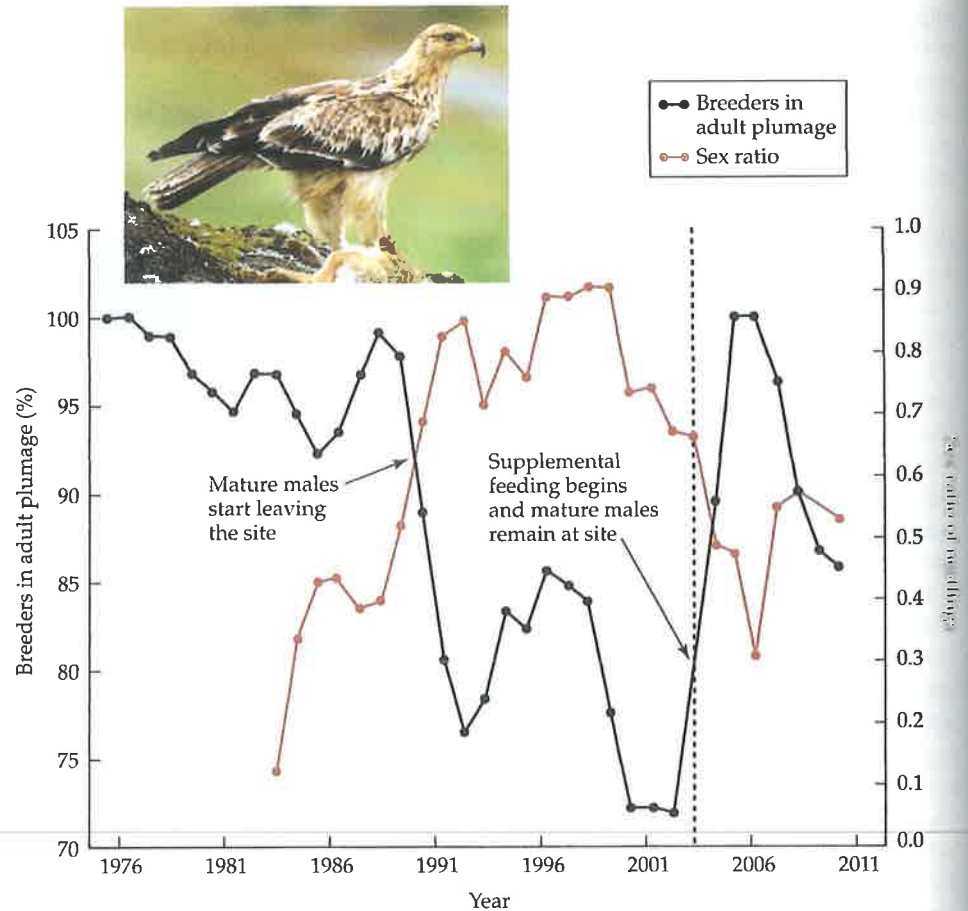 Breeders in
adult plumage
Sex ratio
105
100
95
90
85
80
75
70
Breeders in adult plumage (%)
Mature males
start leaving
the site
Supplemental
feeding begins
and mature males
remain at site
1.0
0.9
0.8
0.7
0.6
0.5
0.4
0.3
0.2
0.1
0.0
1976
1981
1986
1991
1996
2001
2006
2011
Year